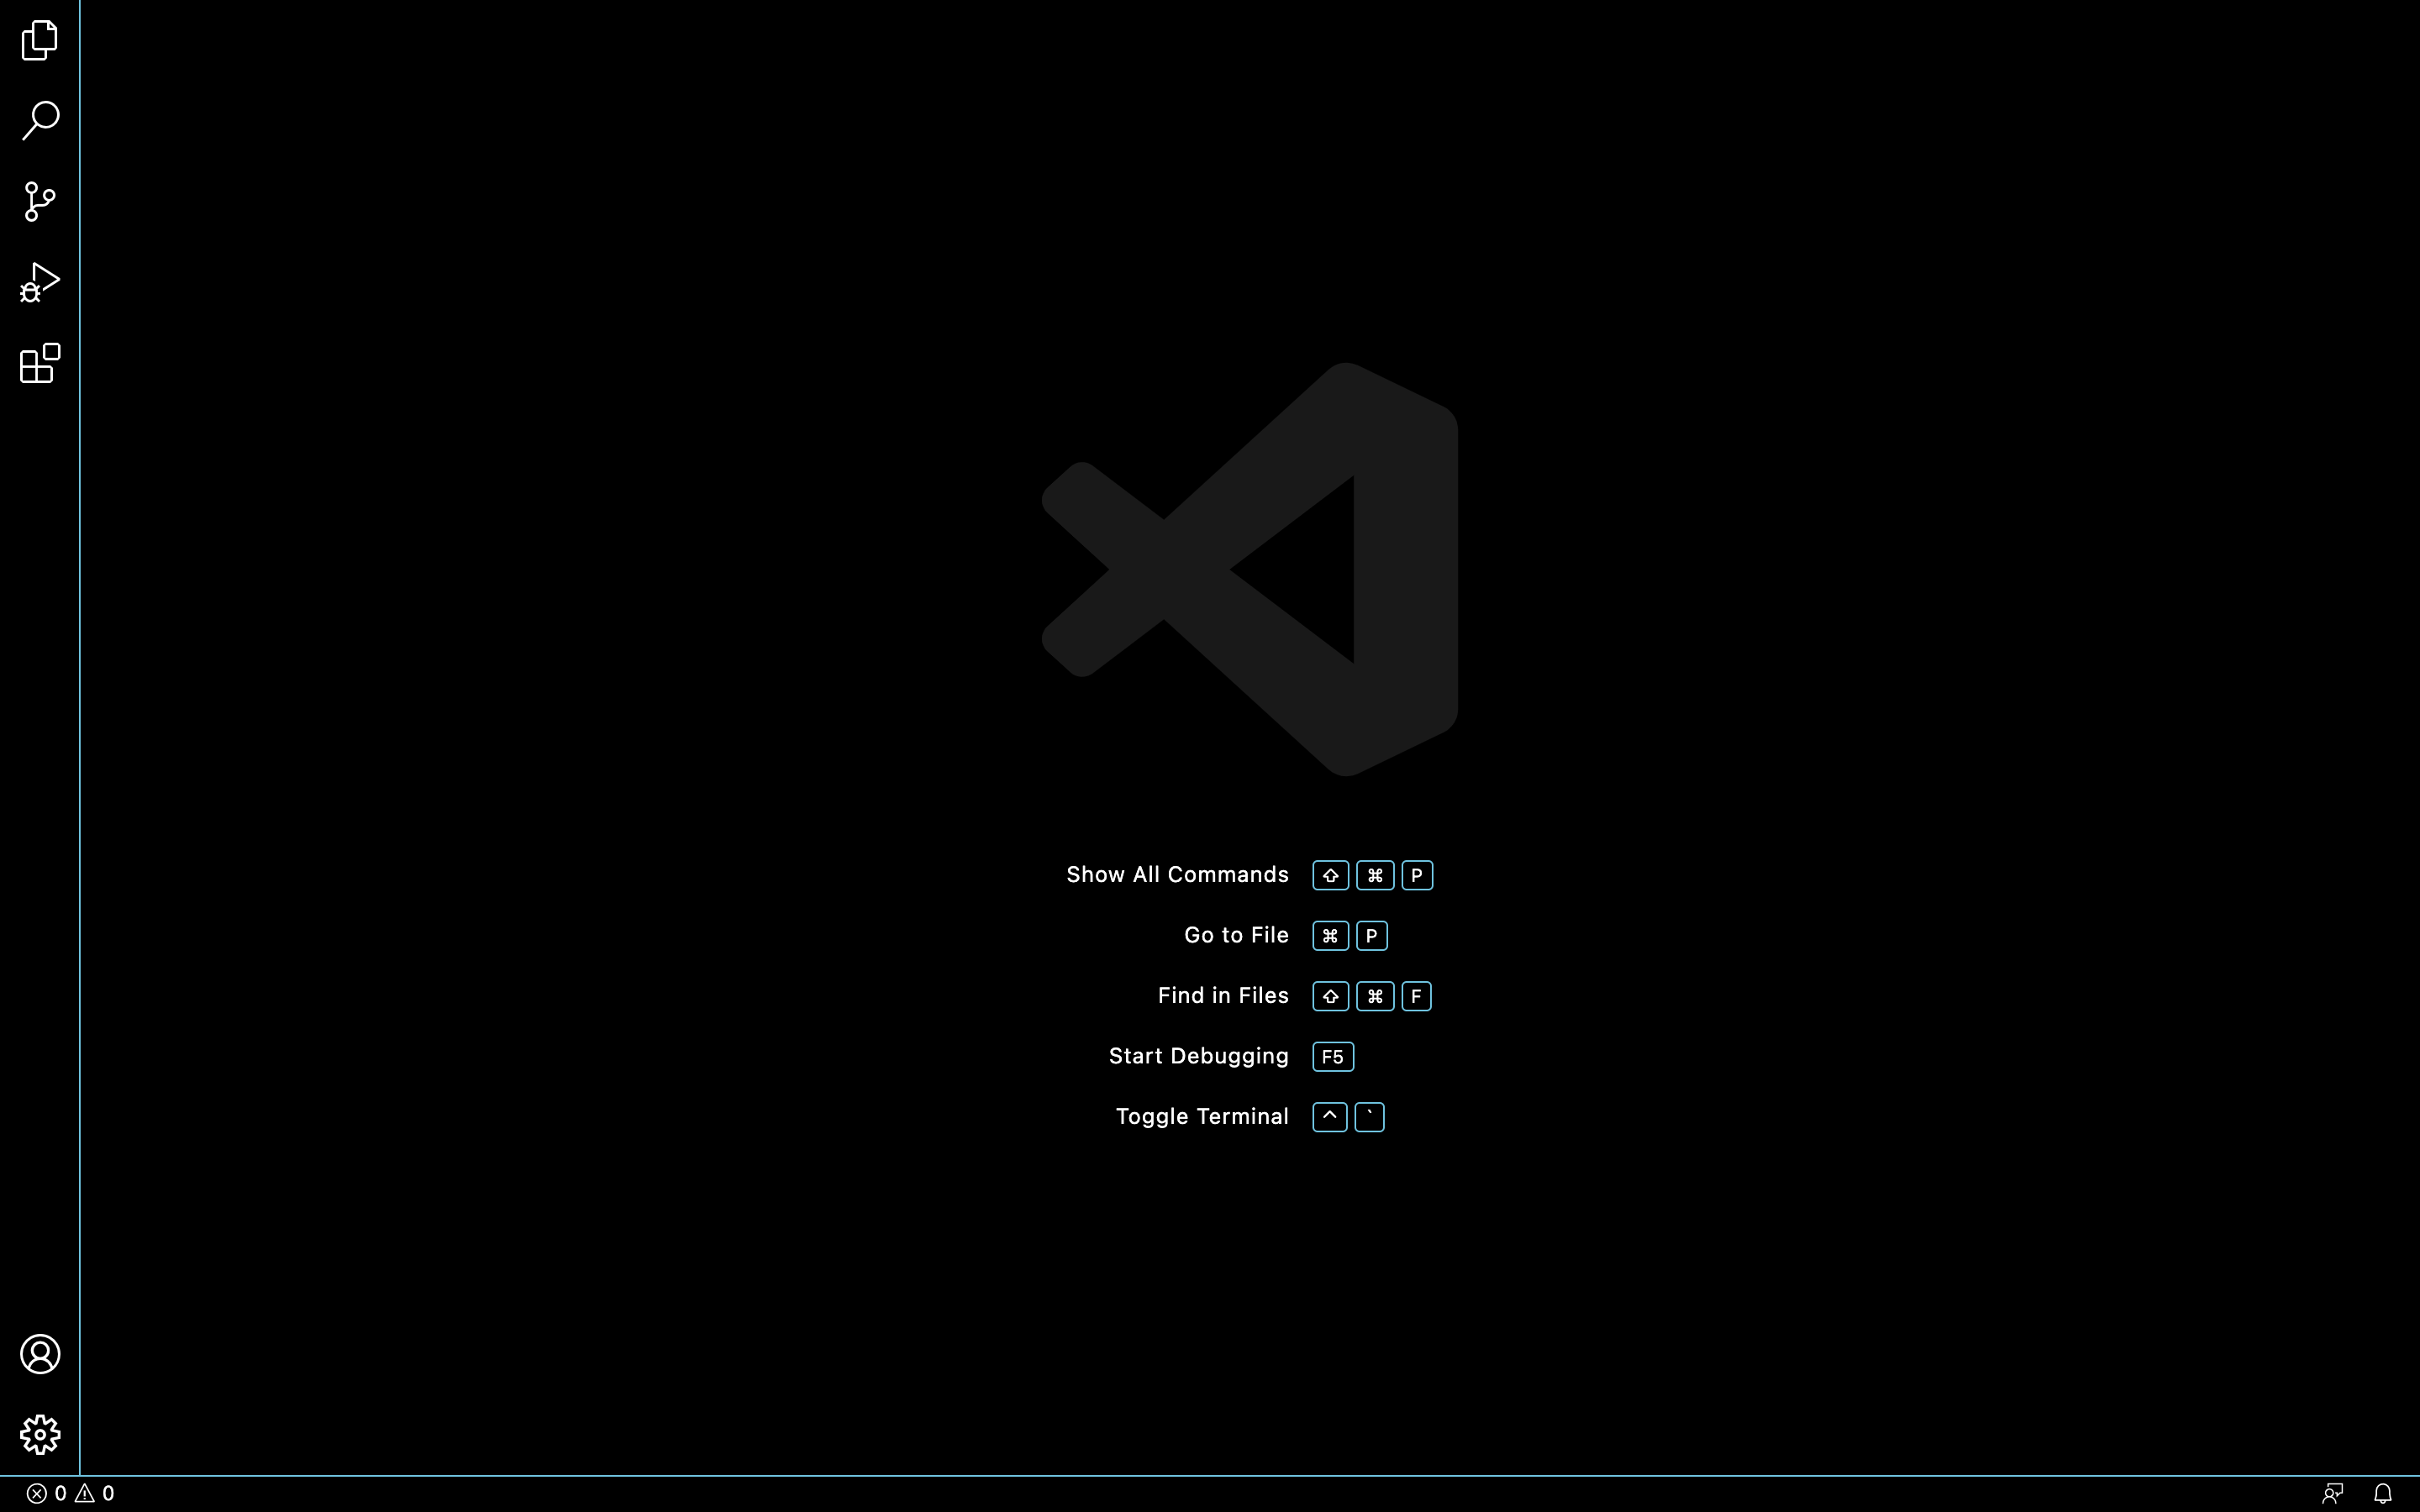 Show All Commands ⇧ ⌘ P
Go to File ⌘ P
Find in Files ⇧ ⌘ F
Start Debugging F5
Toggle Terminal ^ `
0 0